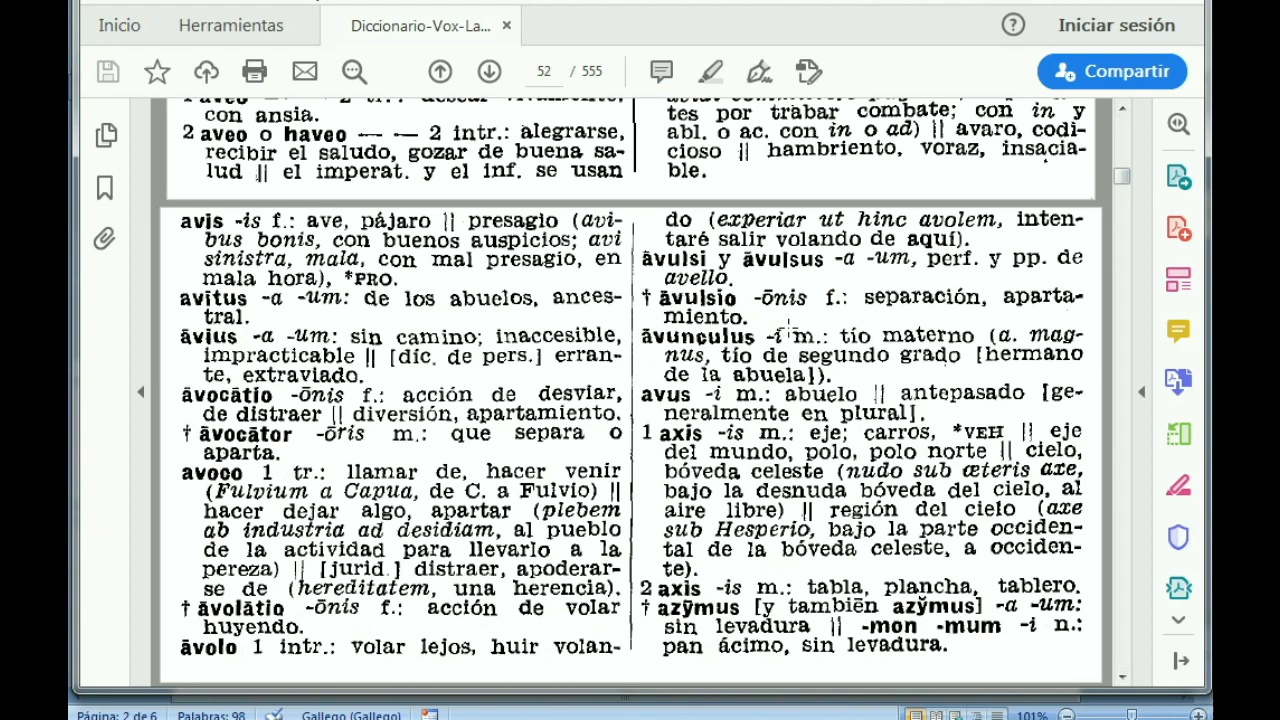 Inicio
Herramientas
Diccionario-Vox-La... ×
? Iniciar sesión
52 / 555
Compartir
con ansia.
2 aveo o haveo — — 2 intr.: alegrarse,
recibir el saludo, gozar de buena sa-
lud || el imperat. y el inf. se usan
tes por trabar combate; con in y
abl. o ac. con in o ad) || avaro, codi-
cioso || hambriento, voraz, insacia-
ble.
avis -is f.: ave, pájaro || presagio (avi-
bus bonis, con buenos auspicios; avi
sinistra, mala, con mal presagio, en
mala hora), *PRO.
avītus -a -um: de los abuelos, ances-
tral.
āvius -a -um: sin camino; inaccesible,
impracticable || [dic. de pers.] erran-
te, extraviado.
āvocātio -ōnis f.: acción de desviar,
de distraer || diversión, apartamiento.
† āvocātor -ōris m.: que separa o
aparta.
avoco 1 tr.: llamar de, hacer venir
(Fulvium a Capua, de C. a Fulvio) ||
hacer dejar algo, apartar (plebem
ab industria ad desidiam, al pueblo
de la actividad para llevarlo a la
pereza) || [jurid.] distraer, apoderar-
se de (hereditatem, una herencia).
† āvolātio -ōnis f.: acción de volar
huyendo.
āvolo 1 intr.: volar lejos, huir volan-
do (experiar ut hinc avolem, inten-
taré salir volando de aquí).
āvulsi y āvulsus -a -um, perf. y pp. de
avello.
† āvulsio -ōnis f.: separación, aparta-
miento.
āvunculus -i m.: tío materno (a. mag-
nus, tío de segundo grado [hermano
de la abuela]).
avus -i m.: abuelo || antepasado [ge-
neralmente en plural].
1 axis -is m.: eje; carros, *VEH || eje
del mundo, polo, polo norte || cielo,
bóveda celeste (nudo sub æteris axe,
bajo la desnuda bóveda del cielo, al
aire libre) || región del cielo (axe
sub Hesperio, bajo la parte occiden-
tal de la bóveda celeste, a occiden-
te).
2 axis -is m.: tabla, plancha, tablero.
† azȳmus [y tambiēn azy̆mus] -a -um:
sin levadura || -mon -mum -i n.:
pan ácimo, sin levadura.
Página: 2 de 6
Palabras: 98
Gallego (Gallego)
101%